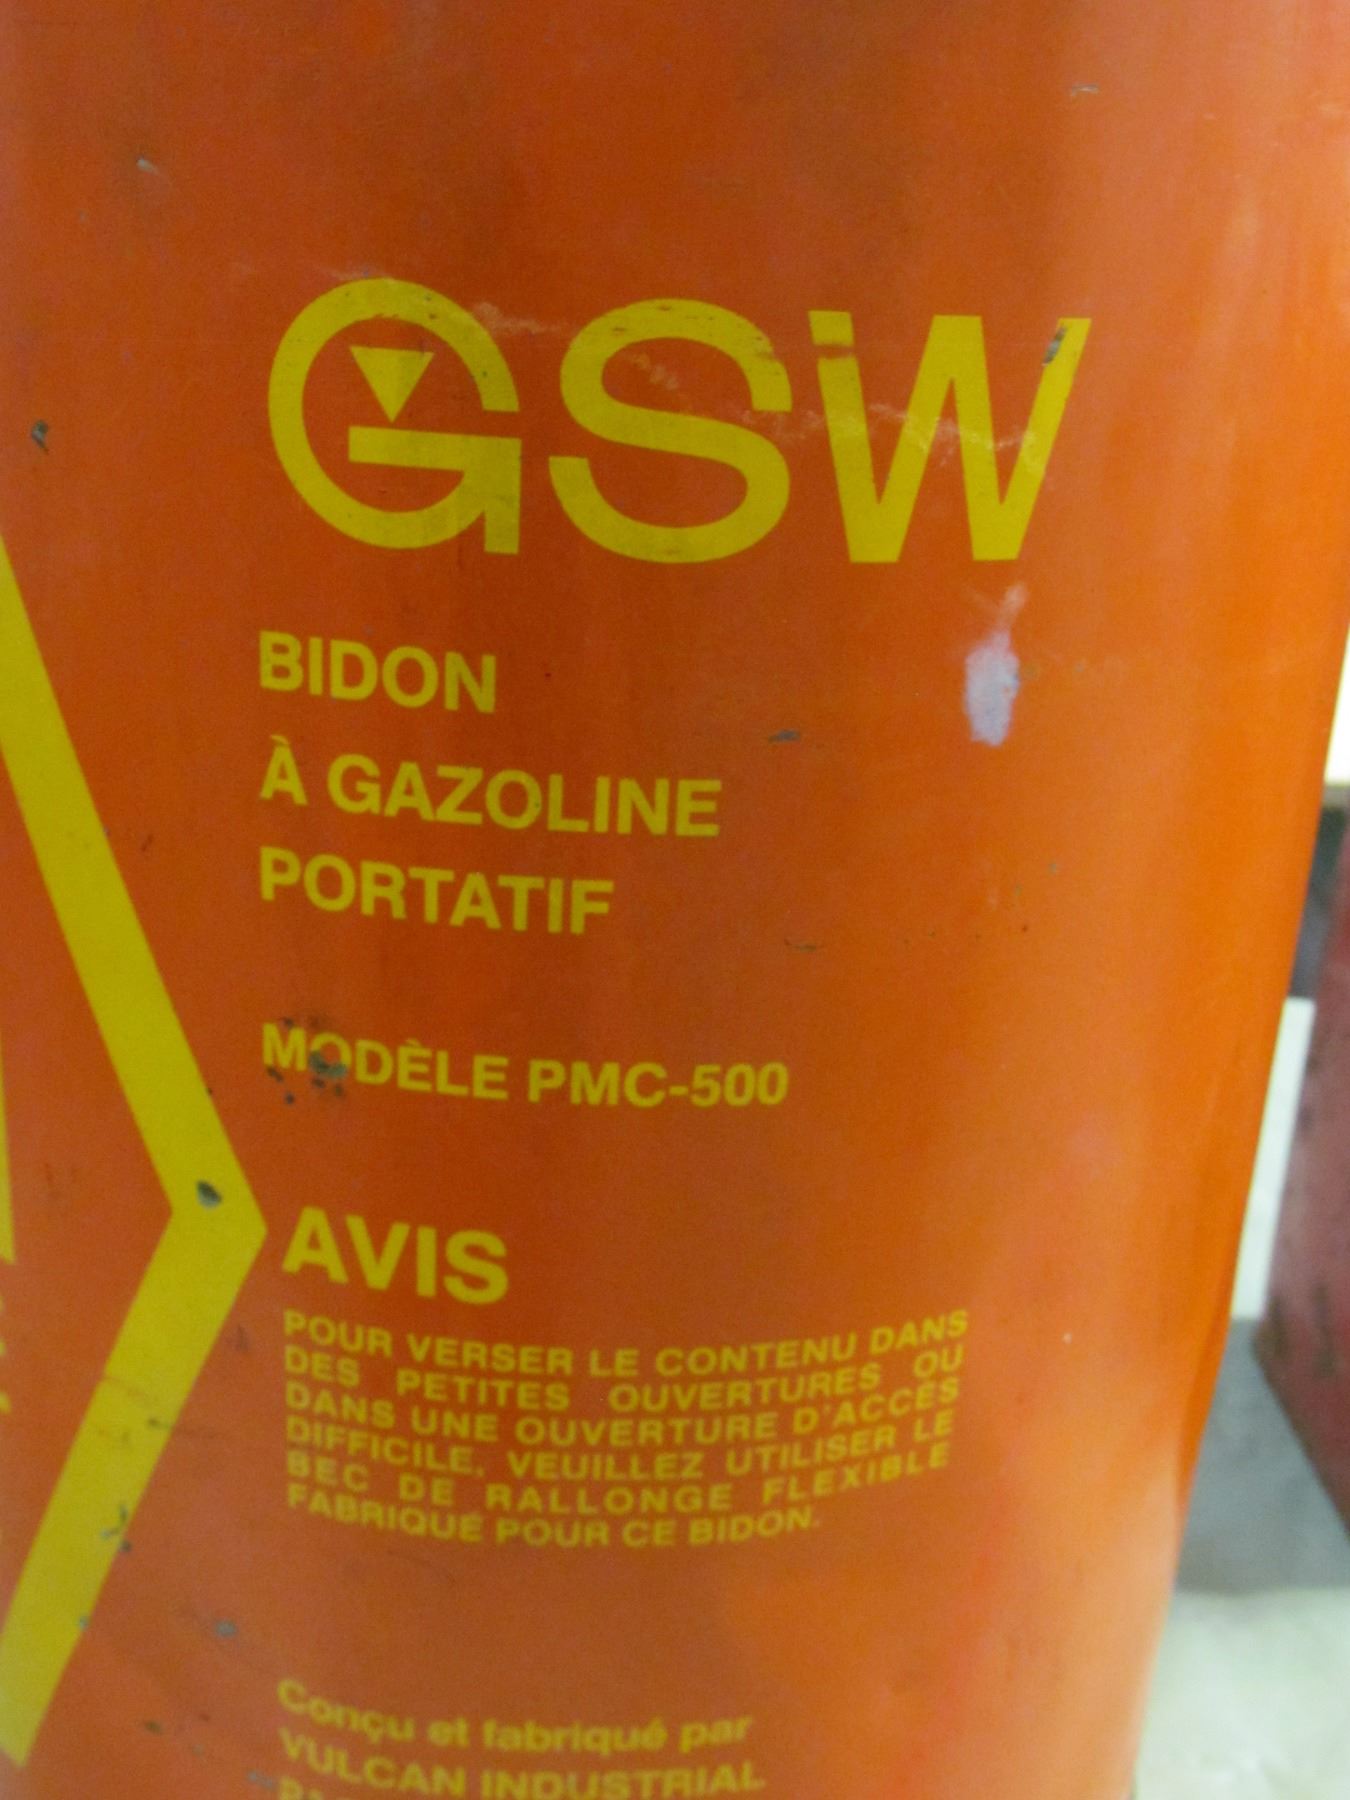 GSW
BIDON
À GAZOLINE
PORTATIF
MODÈLE PMC-500
AVIS
POUR VERSER LE CONTENU DANS
DES PETITES OUVERTURES OU
DANS UNE OUVERTURE D'ACCÈS
DIFFICILE, VEUILLEZ UTILISER LE
BEC DE RALLONGE FLEXIBLE
FABRIQUÉ POUR CE BIDON.
Conçu et fabriqué par
VULCAN INDUSTRIAL